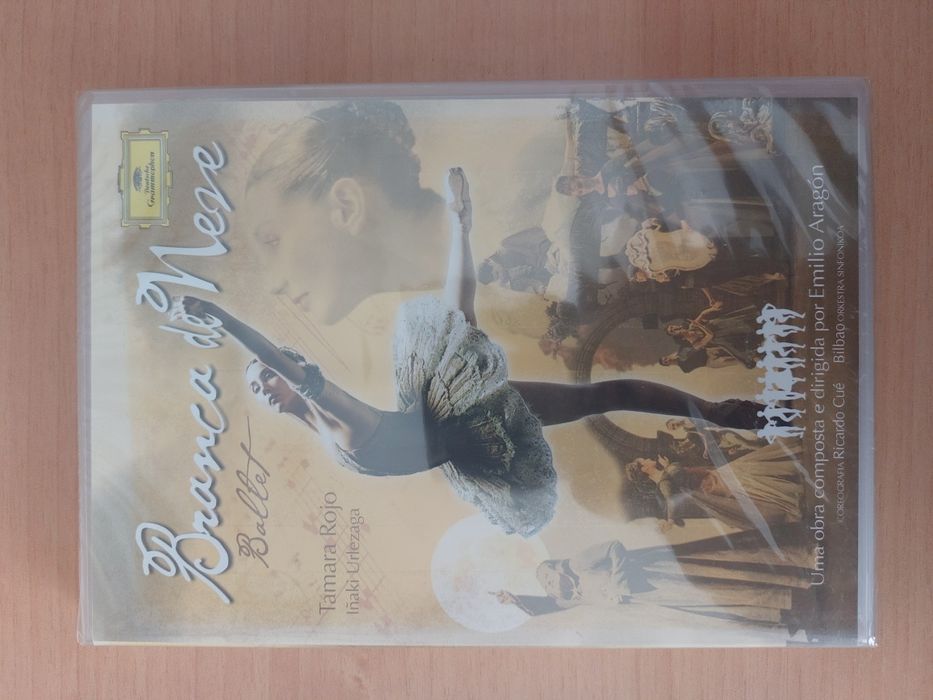 Deutsche
Grammophon
Branca de Neve
Ballet
Tamara Rojo
Iñaki Urlezaga
Uma obra composta e dirigida por Emilio Aragón
COREOGRAFIA Ricardo Cué Bilbao ORKESTRA SINFONIKOA